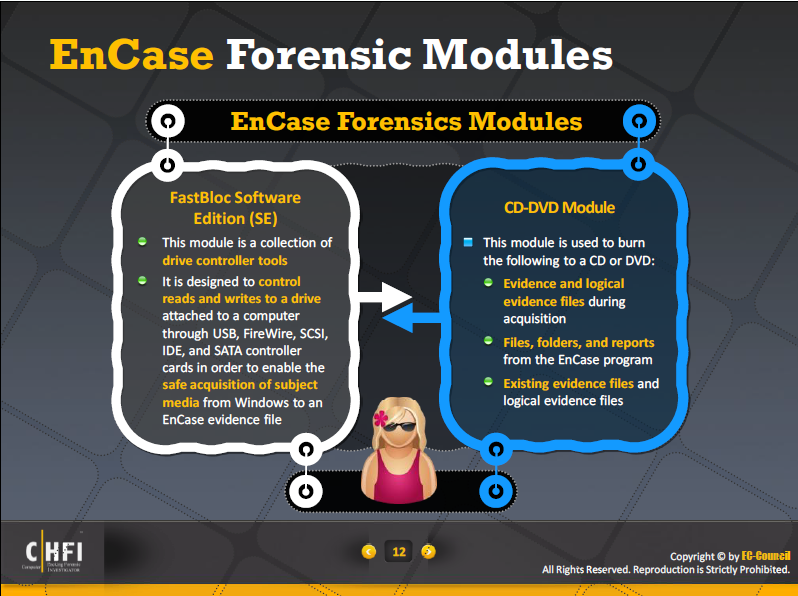 EnCase Forensic Modules
EnCase Forensics Modules
FastBloc Software
Edition (SE)
This module is a collection of
drive controller tools
It is designed to control
reads and writes to a drive
attached to a computer
through USB, FireWire, SCSI,
IDE, and SATA controller
cards in order to enable the
safe acquisition of subject
media from Windows to an
EnCase evidence file
CD-DVD Module
This module is used to burn
the following to a CD or DVD:
Evidence and logical
evidence files during
acquisition
Files, folders, and reports
from the EnCase program
Existing evidence files and
logical evidence files
CHFI
Computer Hacking Forensic
INVESTIGATOR
12
Copyright © by EC-Council
All Rights Reserved. Reproduction is Strictly Prohibited.